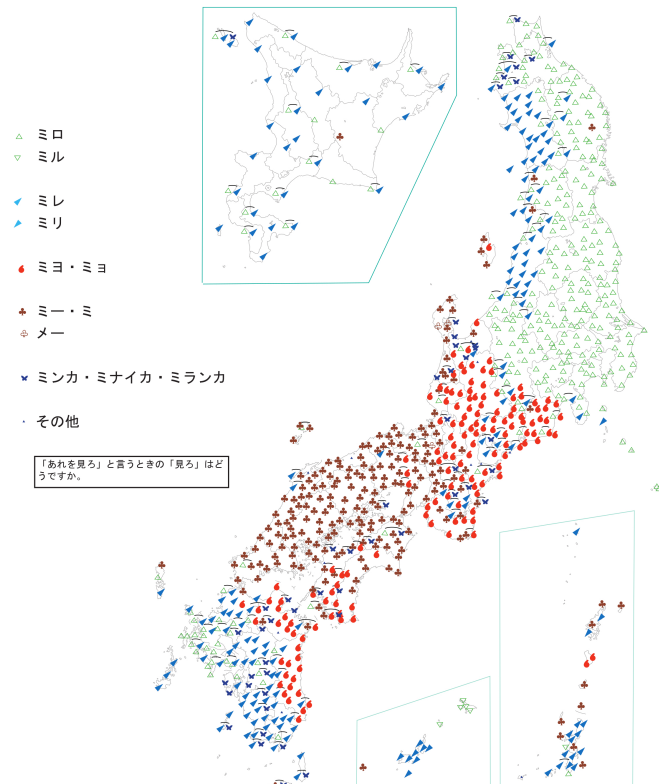 ミロ
ミル
ミレ
ミリ
ミヨ・ミョ
ミー・ミ
メー
ミンカ・ミナイカ・ミランカ
その他
「あれを見ろ」と言うときの「見ろ」はど
うですか。